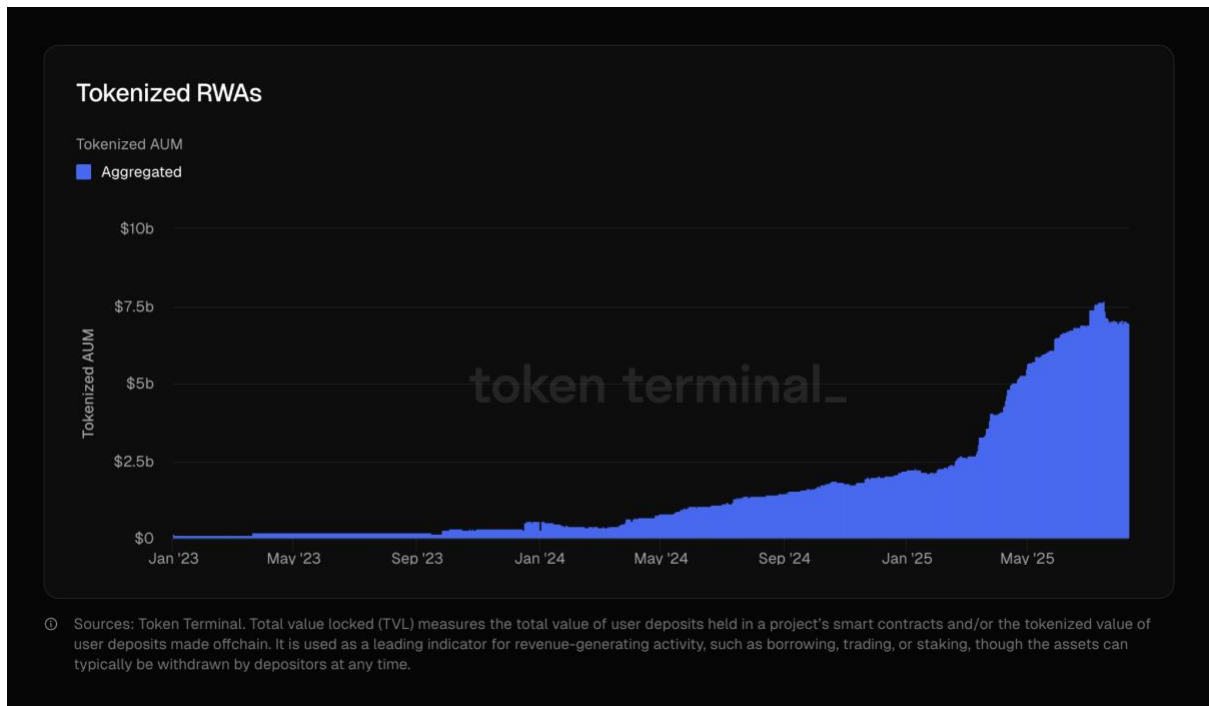 Tokenized RWAs
Tokenized AUM
Aggregated
$10b
$7.5b
$5b
$2.5b
$0
Tokenized AUM
token terminal_
Jan '23
May '23
Sep '23
Jan '24
May '24
Sep '24
Jan '25
May '25
Sources: Token Terminal. Total value locked (TVL) measures the total value of user deposits held in a project's smart contracts and/or the tokenized value of
user deposits made offchain. It is used as a leading indicator for revenue-generating activity, such as borrowing, trading, or staking, though the assets can
typically be withdrawn by depositors at any time.